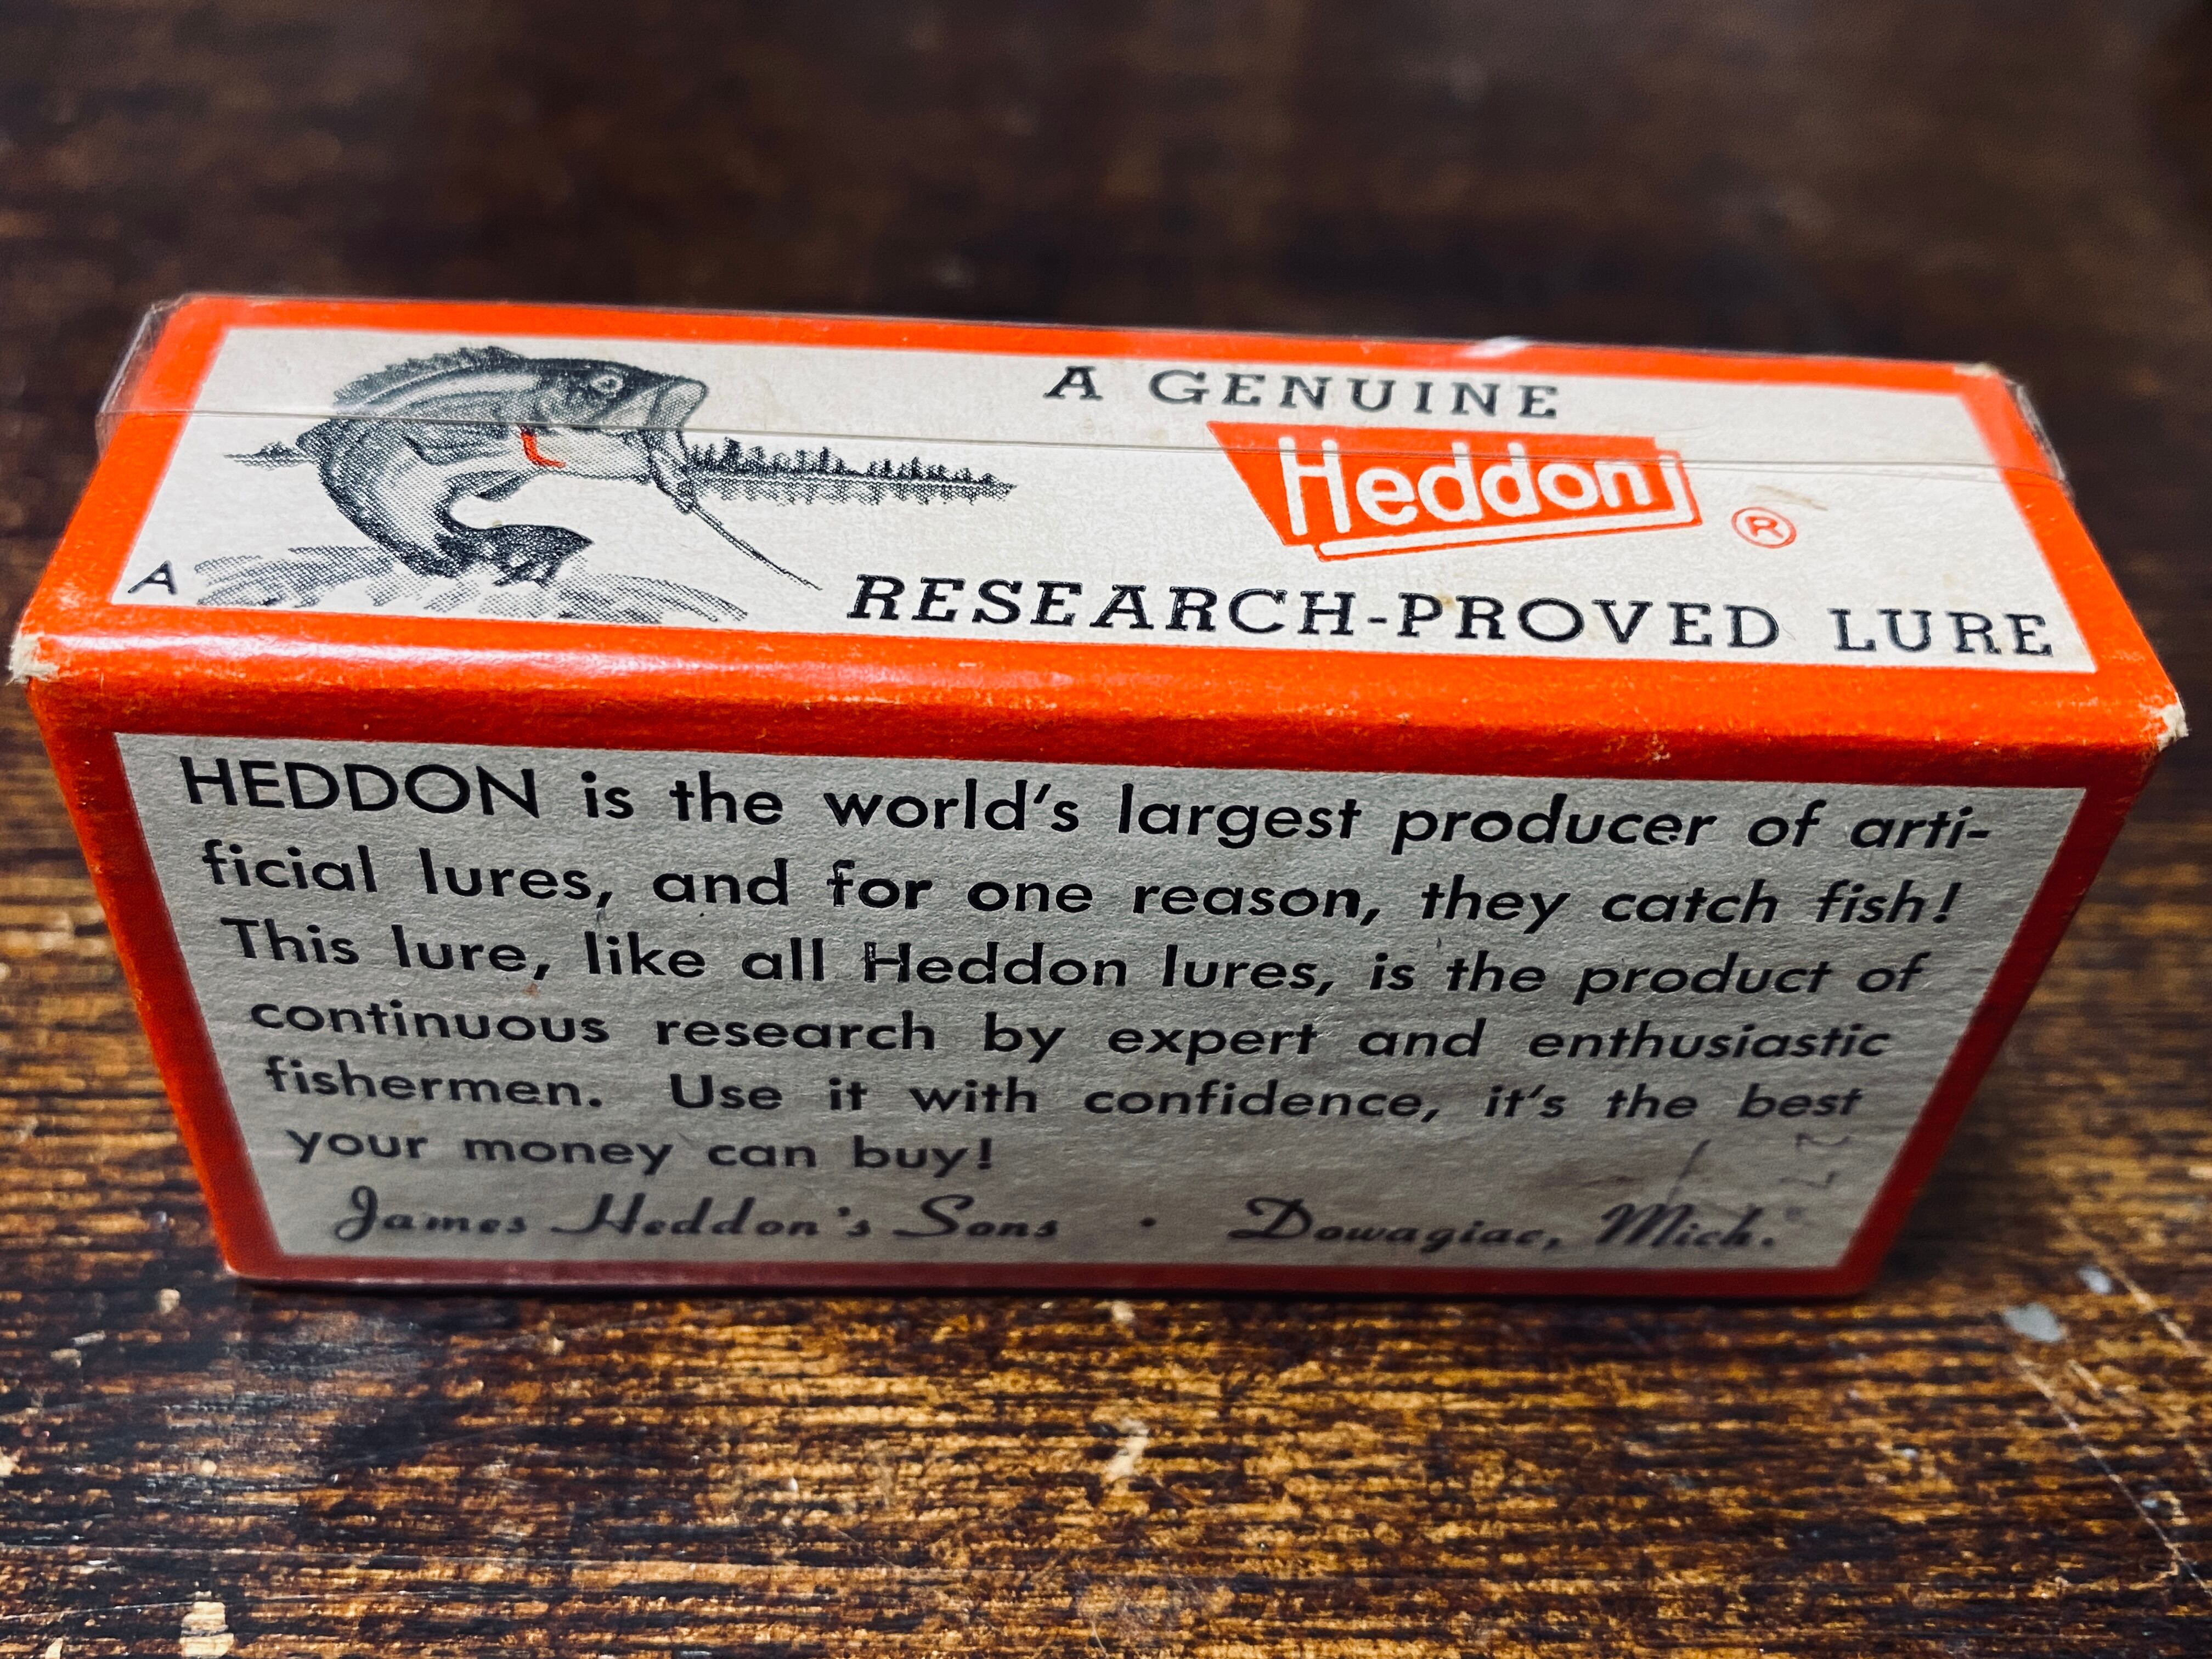 A GENUINE
Heddon ®
A
RESEARCH-PROVED LURE
HEDDON is the world's largest producer of arti-
ficial lures, and for one reason, they catch fish!
This lure, like all Heddon lures, is the product of
continuous research by expert and enthusiastic
fishermen. Use it with confidence, it's the best
your money can buy!
James Heddon's Sons • Dowagiac, Mich.